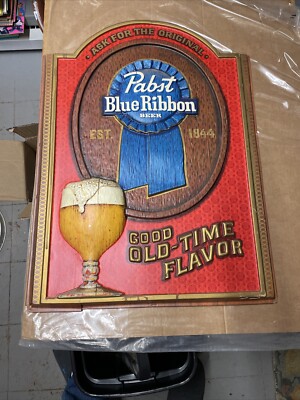 • ASK FOR THE ORIGINAL •
Pabst
Blue Ribbon
BEER
EST. 1844
GOOD
OLD-TIME
FLAVOR